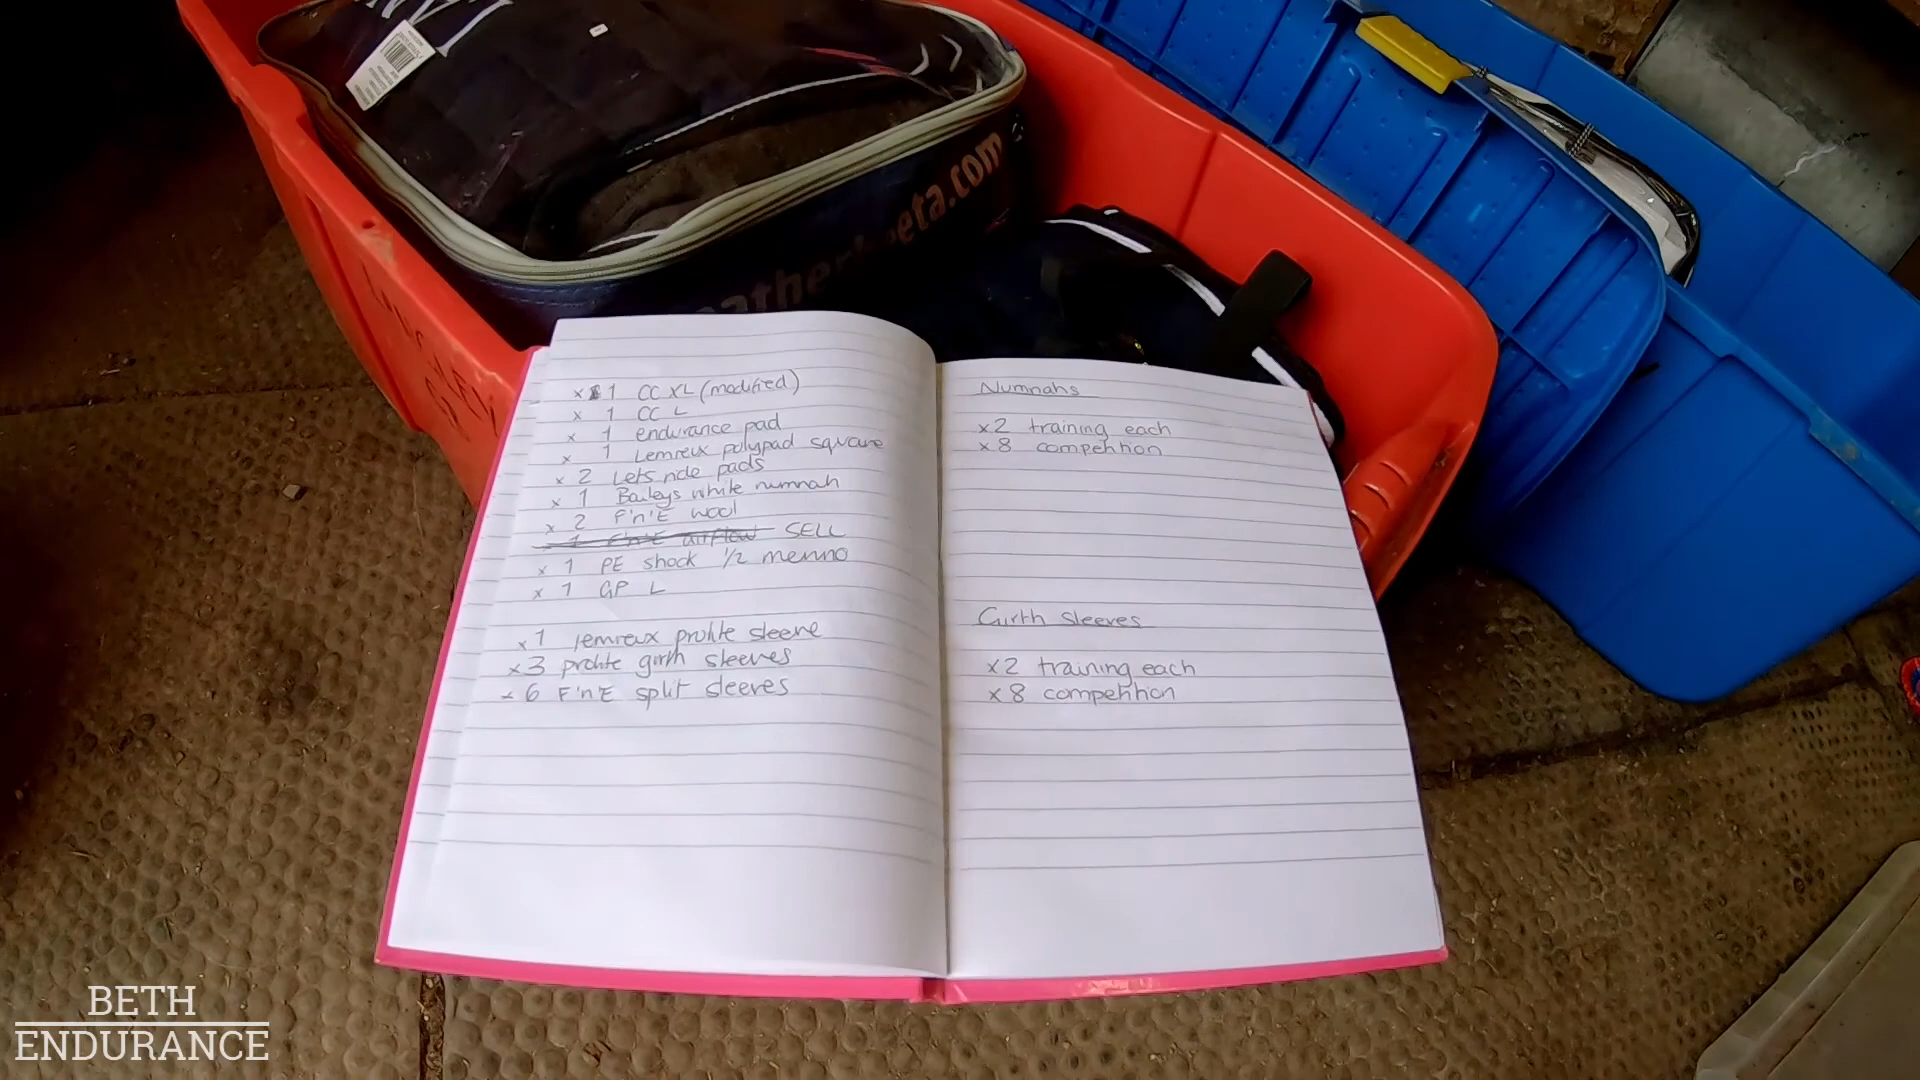 weatherbeeta.com
x 1 CC XL (modified)
x 1 CC L
x 1 endurance pad
x 1 Lemieux polypad square
x 2 Lets ride pads
x 1 Baileys white numnah
x 2 F'n'E wool
1 F'n'E airflow SELL
x 1 PE shock 1/2 merino
x 1 GP L
x 1 lemieux prolite sleeve
x 3 prolite girth sleeves
x 6 F'n'E split sleeves
Numnahs
x2 training each
x8 competition
Girth Sleeves
x2 training each
x8 competition
BETH
ENDURANCE